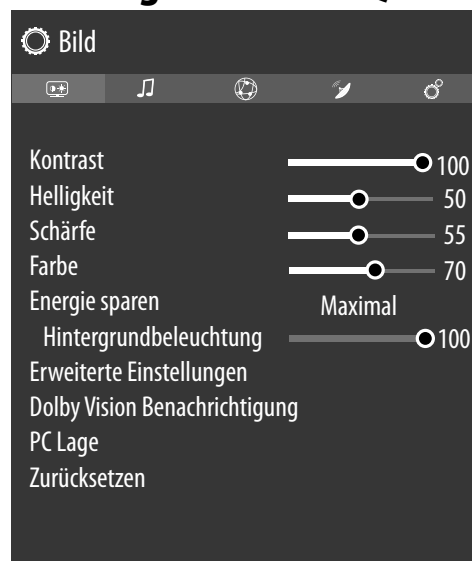 Bild
Kontrast 100
Helligkeit 50
Schärfe 55
Farbe 70
Energie sparen Maximal
Hintergrundbeleuchtung 100
Erweiterte Einstellungen
Dolby Vision Benachrichtigung
PC Lage
Zurücksetzen